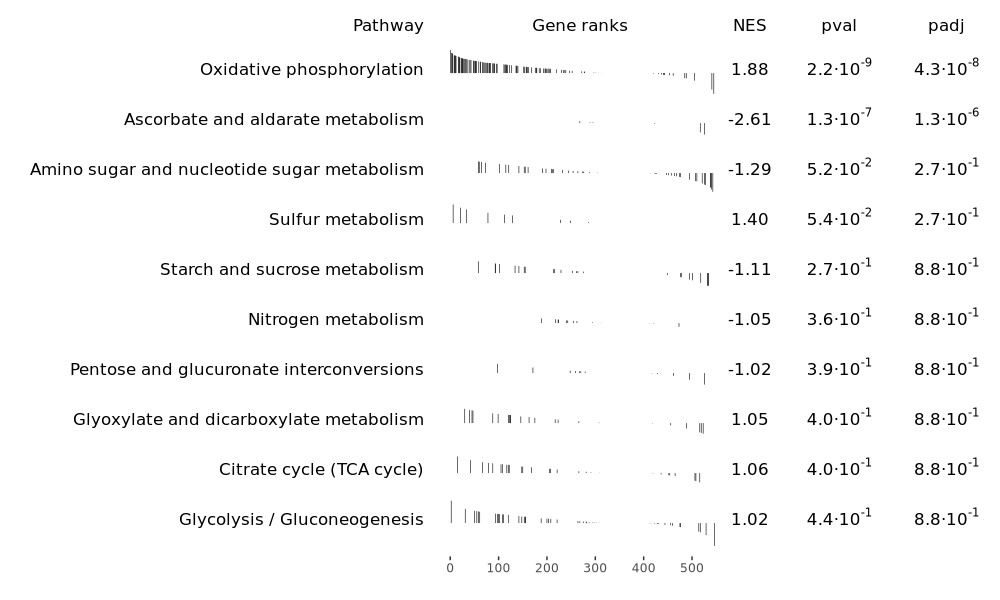 Pathway Gene ranks NES pval padj
Oxidative phosphorylation 1.88 2.2·10⁻⁹ 4.3·10⁻⁸
Ascorbate and aldarate metabolism -2.61 1.3·10⁻⁷ 1.3·10⁻⁶
Amino sugar and nucleotide sugar metabolism -1.29 5.2·10⁻² 2.7·10⁻¹
Sulfur metabolism 1.40 5.4·10⁻² 2.7·10⁻¹
Starch and sucrose metabolism -1.11 2.7·10⁻¹ 8.8·10⁻¹
Nitrogen metabolism -1.05 3.6·10⁻¹ 8.8·10⁻¹
Pentose and glucuronate interconversions -1.02 3.9·10⁻¹ 8.8·10⁻¹
Glyoxylate and dicarboxylate metabolism 1.05 4.0·10⁻¹ 8.8·10⁻¹
Citrate cycle (TCA cycle) 1.06 4.0·10⁻¹ 8.8·10⁻¹
Glycolysis / Gluconeogenesis 1.02 4.4·10⁻¹ 8.8·10⁻¹
0 100 200 300 400 500